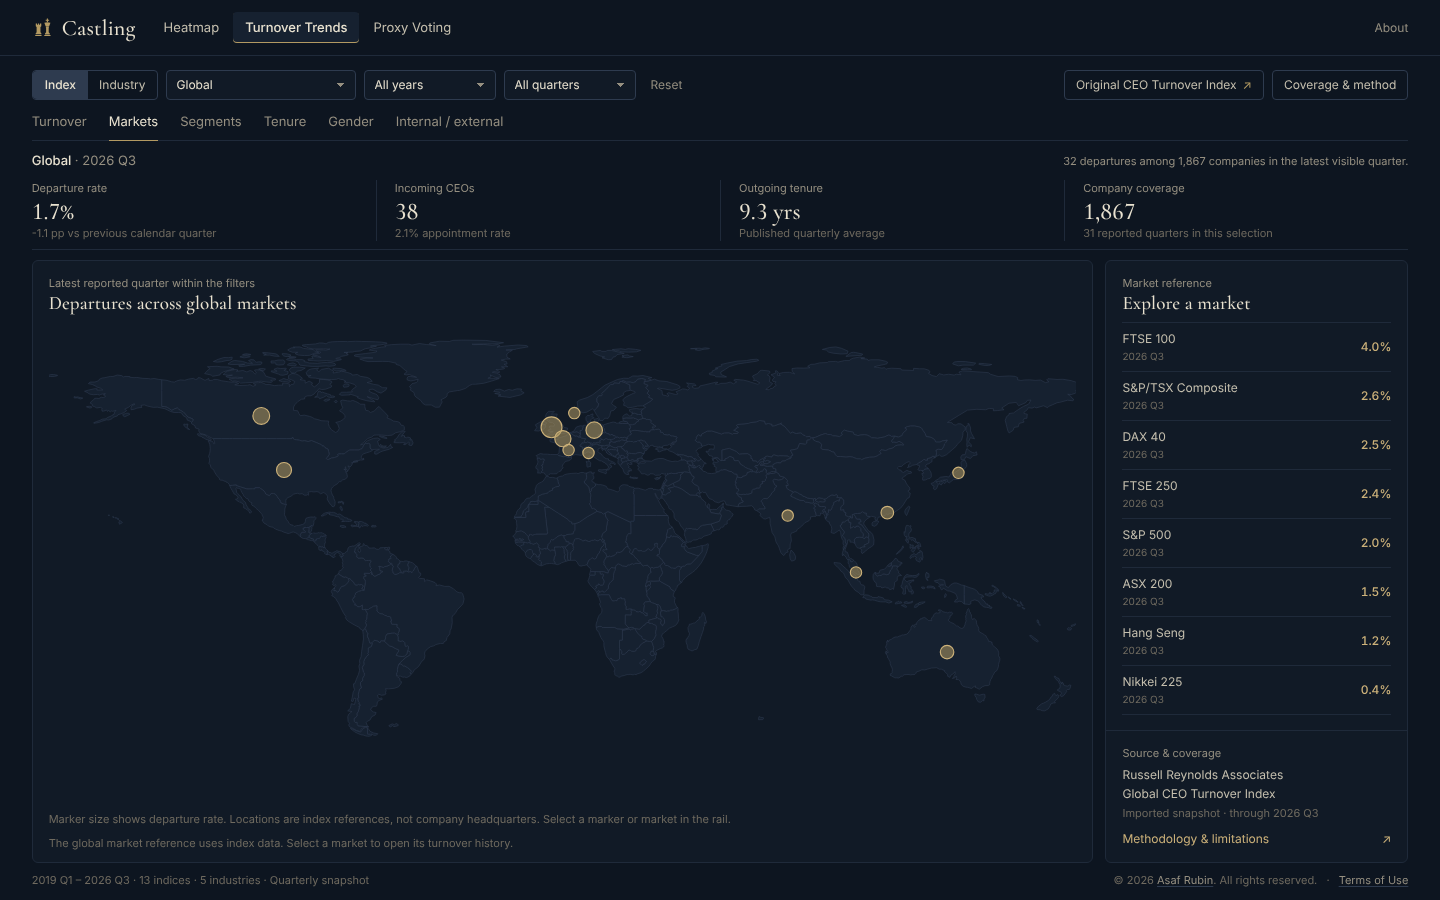 Castling
Heatmap
Turnover Trends
Proxy Voting
About
Index
Industry
Global
All years
All quarters
Reset
Original CEO Turnover Index ↗
Coverage & method
Turnover
Markets
Segments
Tenure
Gender
Internal / external
Global · 2026 Q3
32 departures among 1,867 companies in the latest visible quarter.
Departure rate
1.7%
-1.1 pp vs previous calendar quarter
Incoming CEOs
38
2.1% appointment rate
Outgoing tenure
9.3 yrs
Published quarterly average
Company coverage
1,867
31 reported quarters in this selection
Latest reported quarter within the filters
Departures across global markets
Marker size shows departure rate. Locations are index references, not company headquarters. Select a marker or market in the rail.
The global market reference uses index data. Select a market to open its turnover history.
Market reference
Explore a market
FTSE 100
2026 Q3
4.0%
S&P/TSX Composite
2026 Q3
2.6%
DAX 40
2026 Q3
2.5%
FTSE 250
2026 Q3
2.4%
S&P 500
2026 Q3
2.0%
ASX 200
2026 Q3
1.5%
Hang Seng
2026 Q3
1.2%
Nikkei 225
2026 Q3
0.4%
Source & coverage
Russell Reynolds Associates
Global CEO Turnover Index
Imported snapshot · through 2026 Q3
Methodology & limitations ↗
2019 Q1 – 2026 Q3 · 13 indices · 5 industries · Quarterly snapshot
© 2026 Asaf Rubin. All rights reserved. · Terms of Use